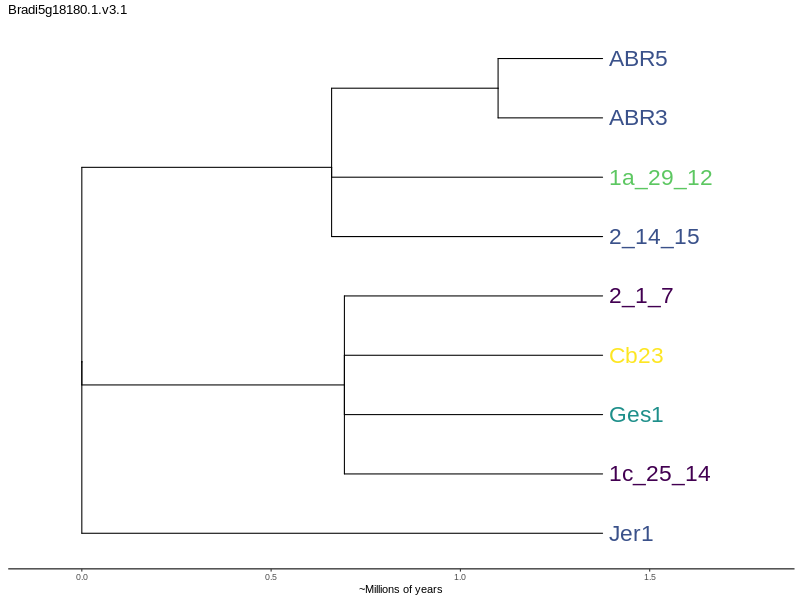 Bradi5g18180.1.v3.1
ABR5
ABR3
1a_29_12
2_14_15
2_1_7
Cb23
Ges1
1c_25_14
Jer1
0.0 0.5 1.0 1.5
~Millions of years